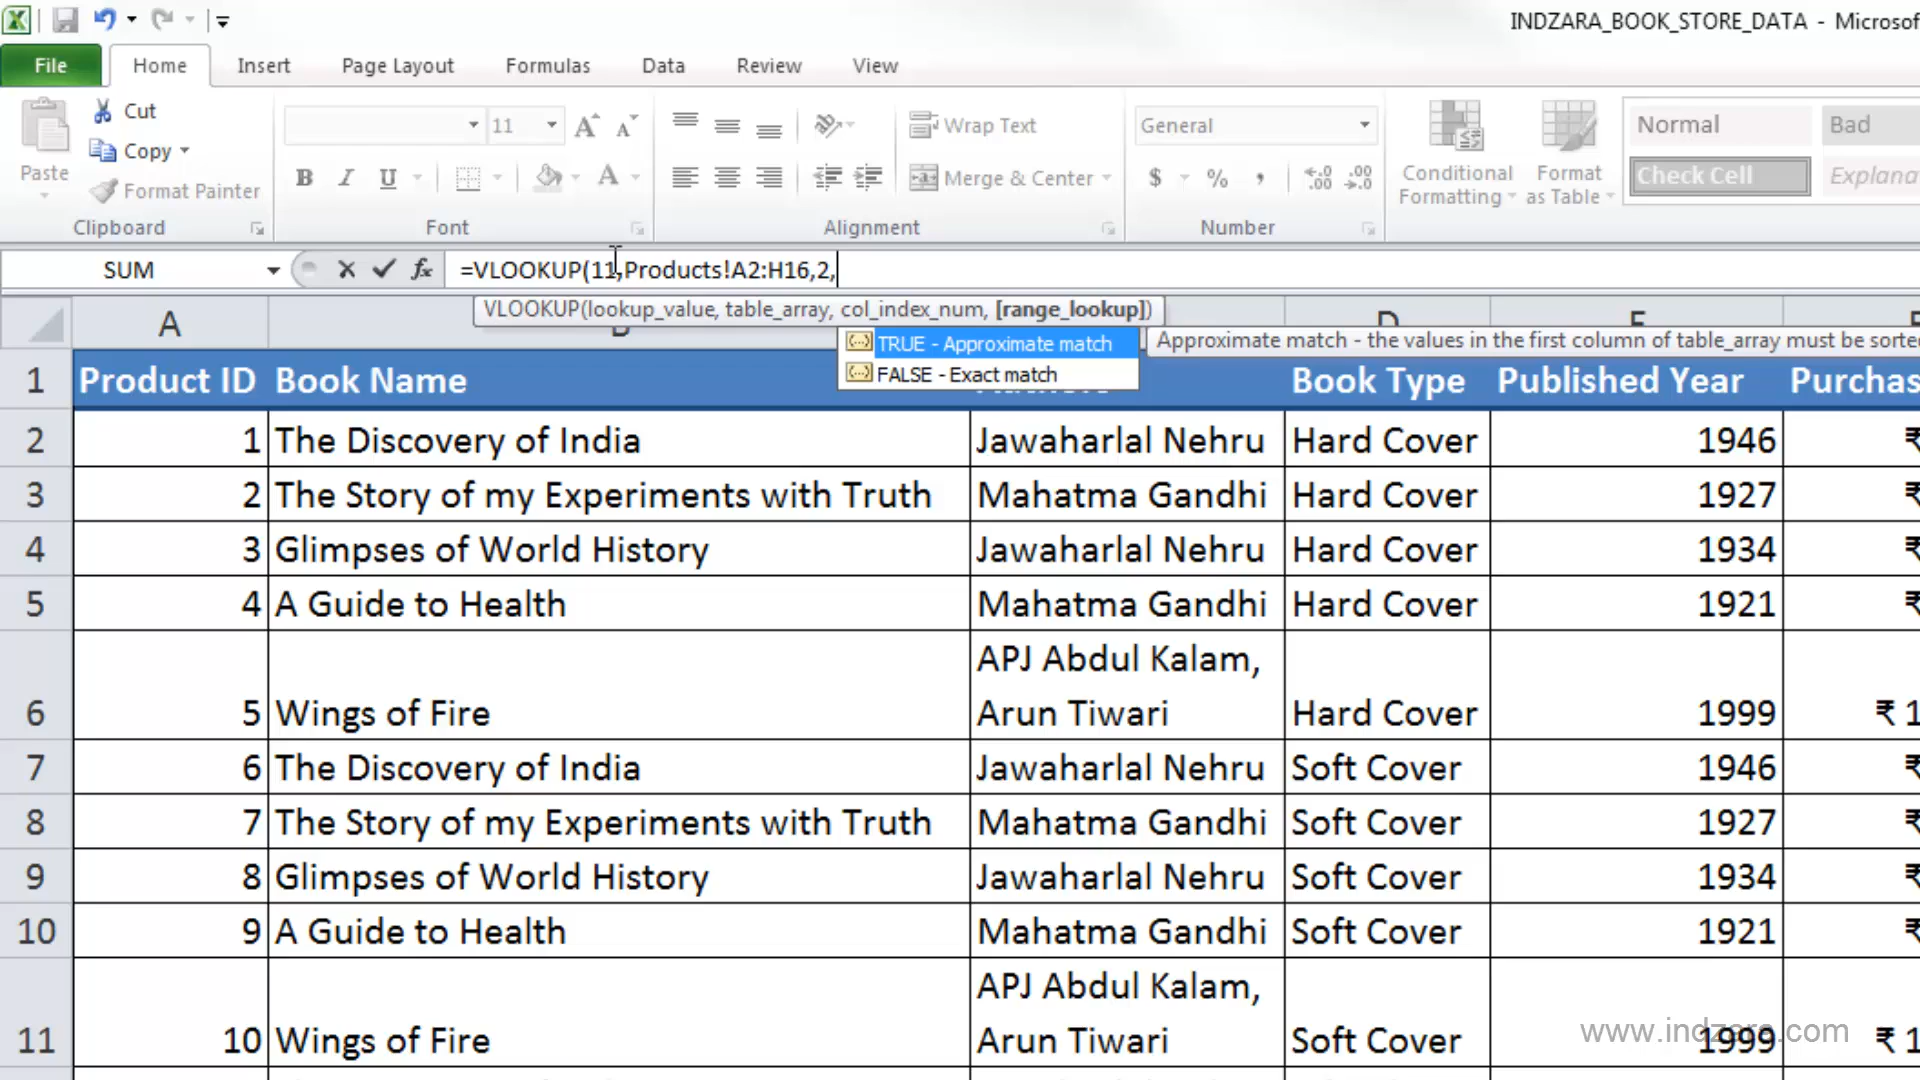 INDZARA_BOOK_STORE_DATA - Microsof
File Home Insert Page Layout Formulas Data Review View
Paste
Cut
Copy
Format Painter
Clipboard
11
A A
B I U A
Font
Wrap Text
Merge & Center
Alignment
General
$ % , .00 .00
Number
Conditional
Formatting
Format
as Table
Normal Bad
Check Cell Explana
SUM fx =VLOOKUP(11,Products!A2:H16,2,
VLOOKUP(lookup_value, table_array, col_index_num, [range_lookup])
TRUE - Approximate match
FALSE - Exact match
Approximate match - the values in the first column of table_array must be sorte
A
1 Product ID Book Name Book Type Published Year Purchas
2 1 The Discovery of India Jawaharlal Nehru Hard Cover 1946 ₹
3 2 The Story of my Experiments with Truth Mahatma Gandhi Hard Cover 1927 ₹
4 3 Glimpses of World History Jawaharlal Nehru Hard Cover 1934 ₹
5 4 A Guide to Health Mahatma Gandhi Hard Cover 1921 ₹
APJ Abdul Kalam,
6 5 Wings of Fire Arun Tiwari Hard Cover 1999 ₹ 1
7 6 The Discovery of India Jawaharlal Nehru Soft Cover 1946 ₹
8 7 The Story of my Experiments with Truth Mahatma Gandhi Soft Cover 1927 ₹
9 8 Glimpses of World History Jawaharlal Nehru Soft Cover 1934 ₹
10 9 A Guide to Health Mahatma Gandhi Soft Cover 1921 ₹
APJ Abdul Kalam,
11 10 Wings of Fire Arun Tiwari Soft Cover 1999 ₹ 1
www.indzara.com